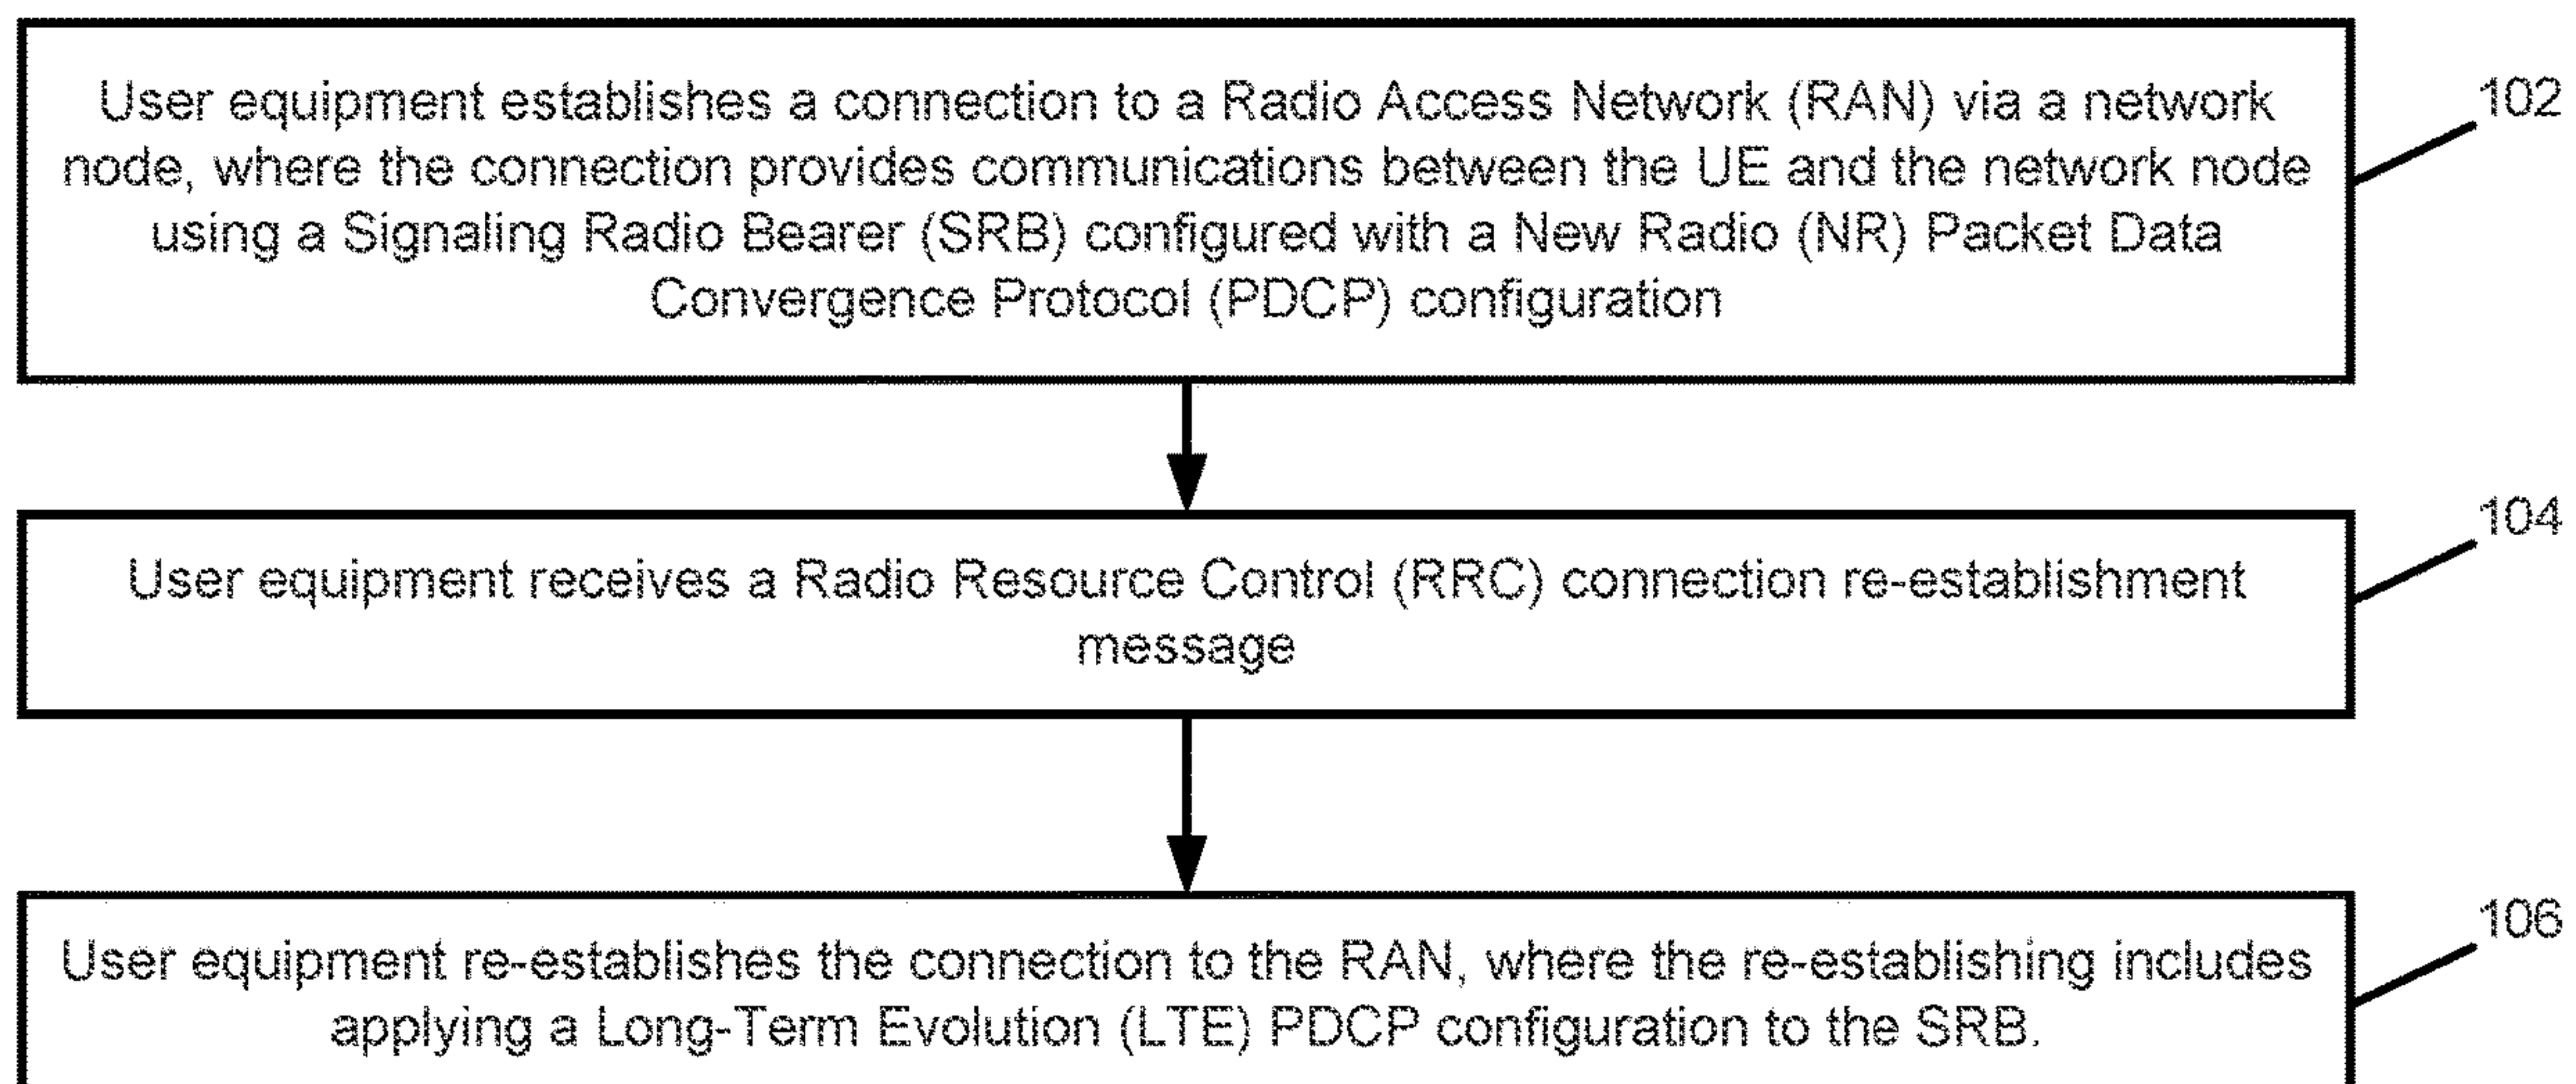 User equipment establishes a connection to a Radio Access Network (RAN) via a network
node, where the connection provides communications between the UE and the network node
using a Signaling Radio Bearer (SRB) configured with a New Radio (NR) Packet Data
Convergence Protocol (PDCP) configuration
102
User equipment receives a Radio Resource Control (RRC) connection re-establishment
message
104
User equipment re-establishes the connection to the RAN, where the re-establishing includes
applying a Long-Term Evolution (LTE) PDCP configuration to the SRB.
106